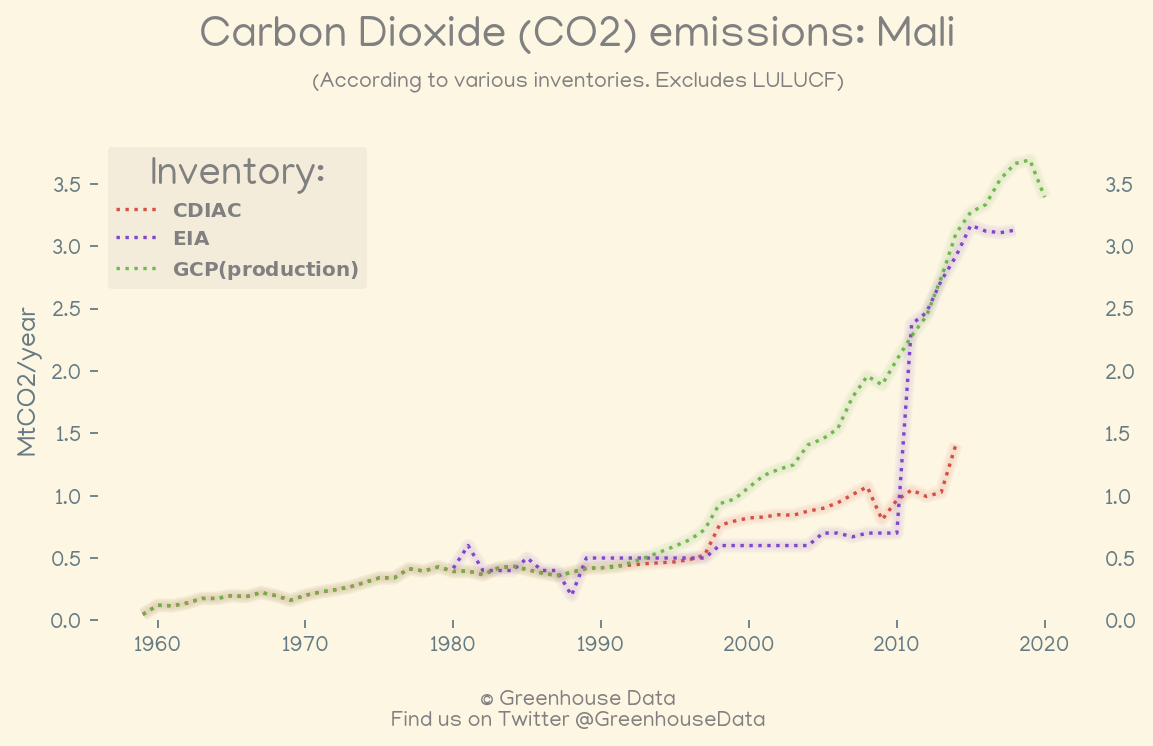 Carbon Dioxide (CO2) emissions: Mali
(According to various inventories. Excludes LULUCF)
Inventory:
CDIAC
EIA
GCP(production)
MtCO2/year
3.5
3.0
2.5
2.0
1.5
1.0
0.5
0.0
3.5
3.0
2.5
2.0
1.5
1.0
0.5
0.0
1960 1970 1980 1990 2000 2010 2020
© Greenhouse Data
Find us on Twitter @GreenhouseData